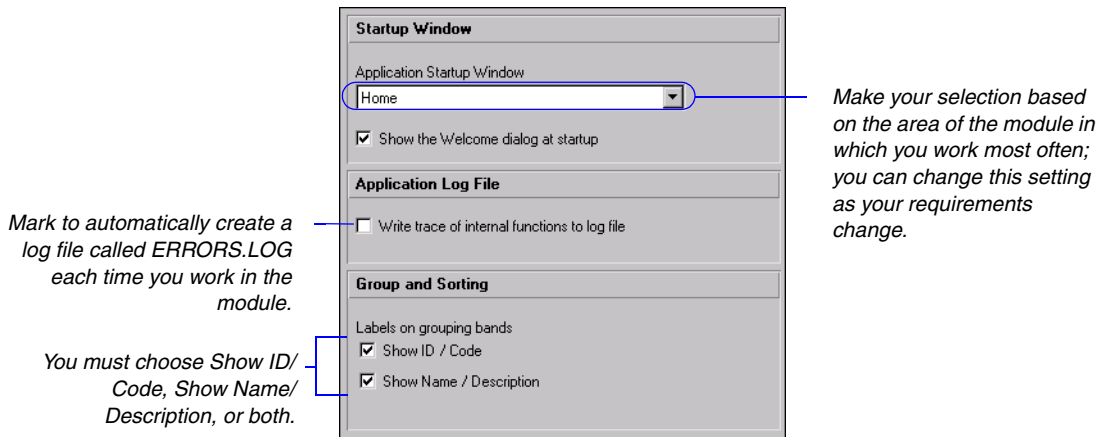 Startup Window
Application Startup Window
Home
Show the Welcome dialog at startup
Make your selection based
on the area of the module in
which you work most often;
you can change this setting
as your requirements
change.
Application Log File
Mark to automatically create a
log file called ERRORS.LOG
each time you work in the
module.
Write trace of internal functions to log file
Group and Sorting
Labels on grouping bands
Show ID / Code
Show Name / Description
You must choose Show ID/
Code, Show Name/
Description, or both.